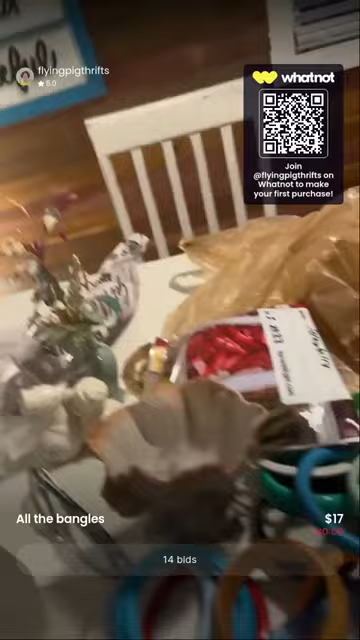 flyingpigthrifts
★ 5.0
whatnot
Join
@flyingpigthrifts on
Whatnot to make
your first purchase!
All the bangles
$17
14 bids